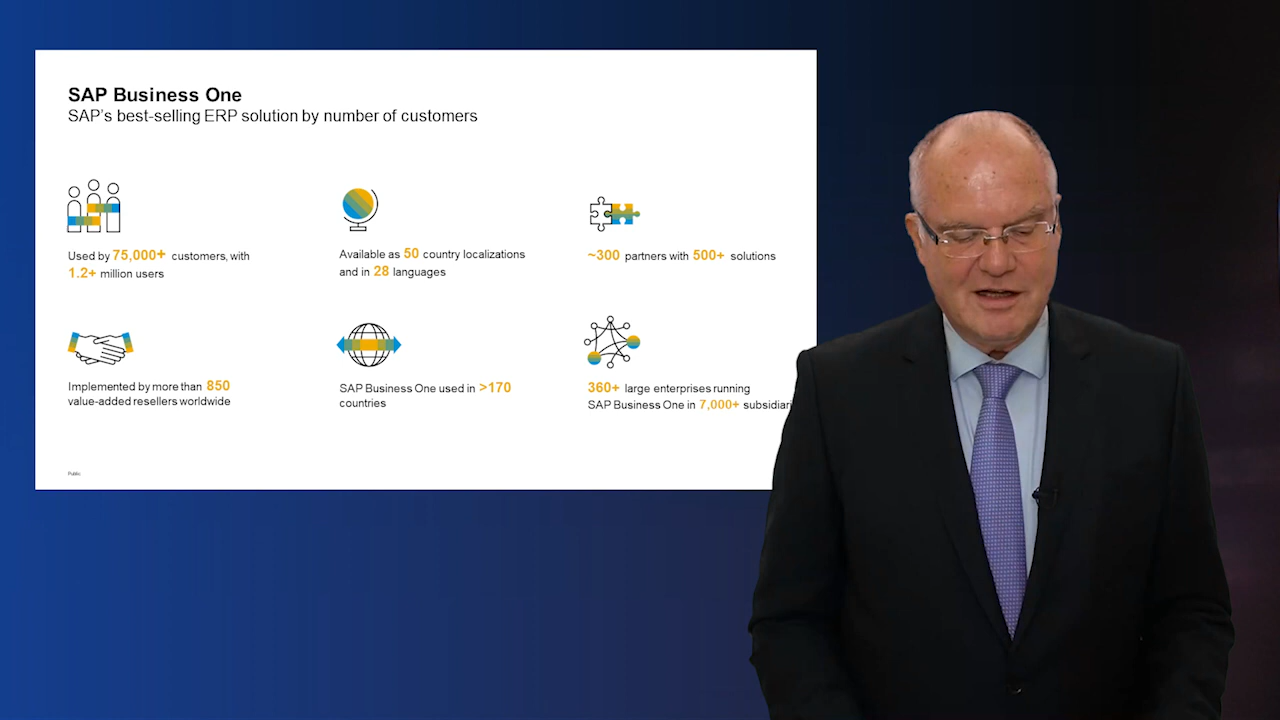 SAP Business One
SAP's best-selling ERP solution by number of customers
Used by 75,000+ customers, with
1.2+ million users
Available as 50 country localizations
and in 28 languages
~300 partners with 500+ solutions
Implemented by more than 850
value-added resellers worldwide
SAP Business One used in >170
countries
360+ large enterprises running
SAP Business One in 7,000+ subsidiari
Public